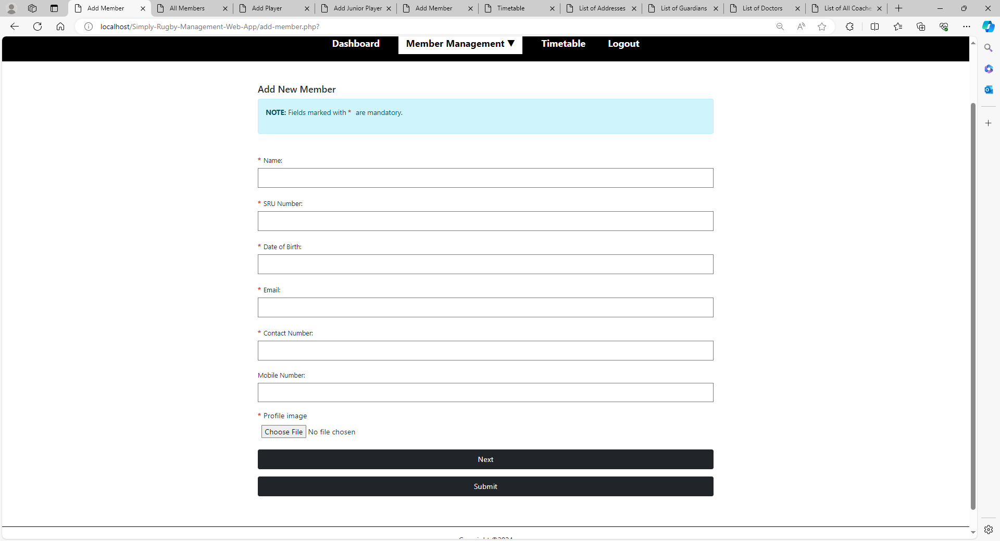 Add Member
All Members
Add Player
Add Junior Player
Add Member
Timetable
List of Addresses
List of Guardians
List of Doctors
List of All Coache
localhost/Simply-Rugby-Management-Web-App/add-member.php?
Dashboard Member Management ▼ Timetable Logout
Add New Member
NOTE: Fields marked with * are mandatory.
* Name:
* SRU Number:
* Date of Birth:
* Email:
* Contact Number:
Mobile Number:
* Profile image
Choose File No file chosen
Next
Submit